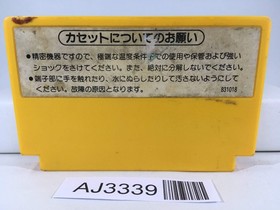 カセットについてのお願い
●精密機器ですので、極端な温度条件下での使用や保管および強い
ショックをさけてください。また、絶対に分解しないでください。
●端子部に手を触れたり、水にぬらしたりして汚さないようにして
ください。故障の原因となります。
831018
AJ3339